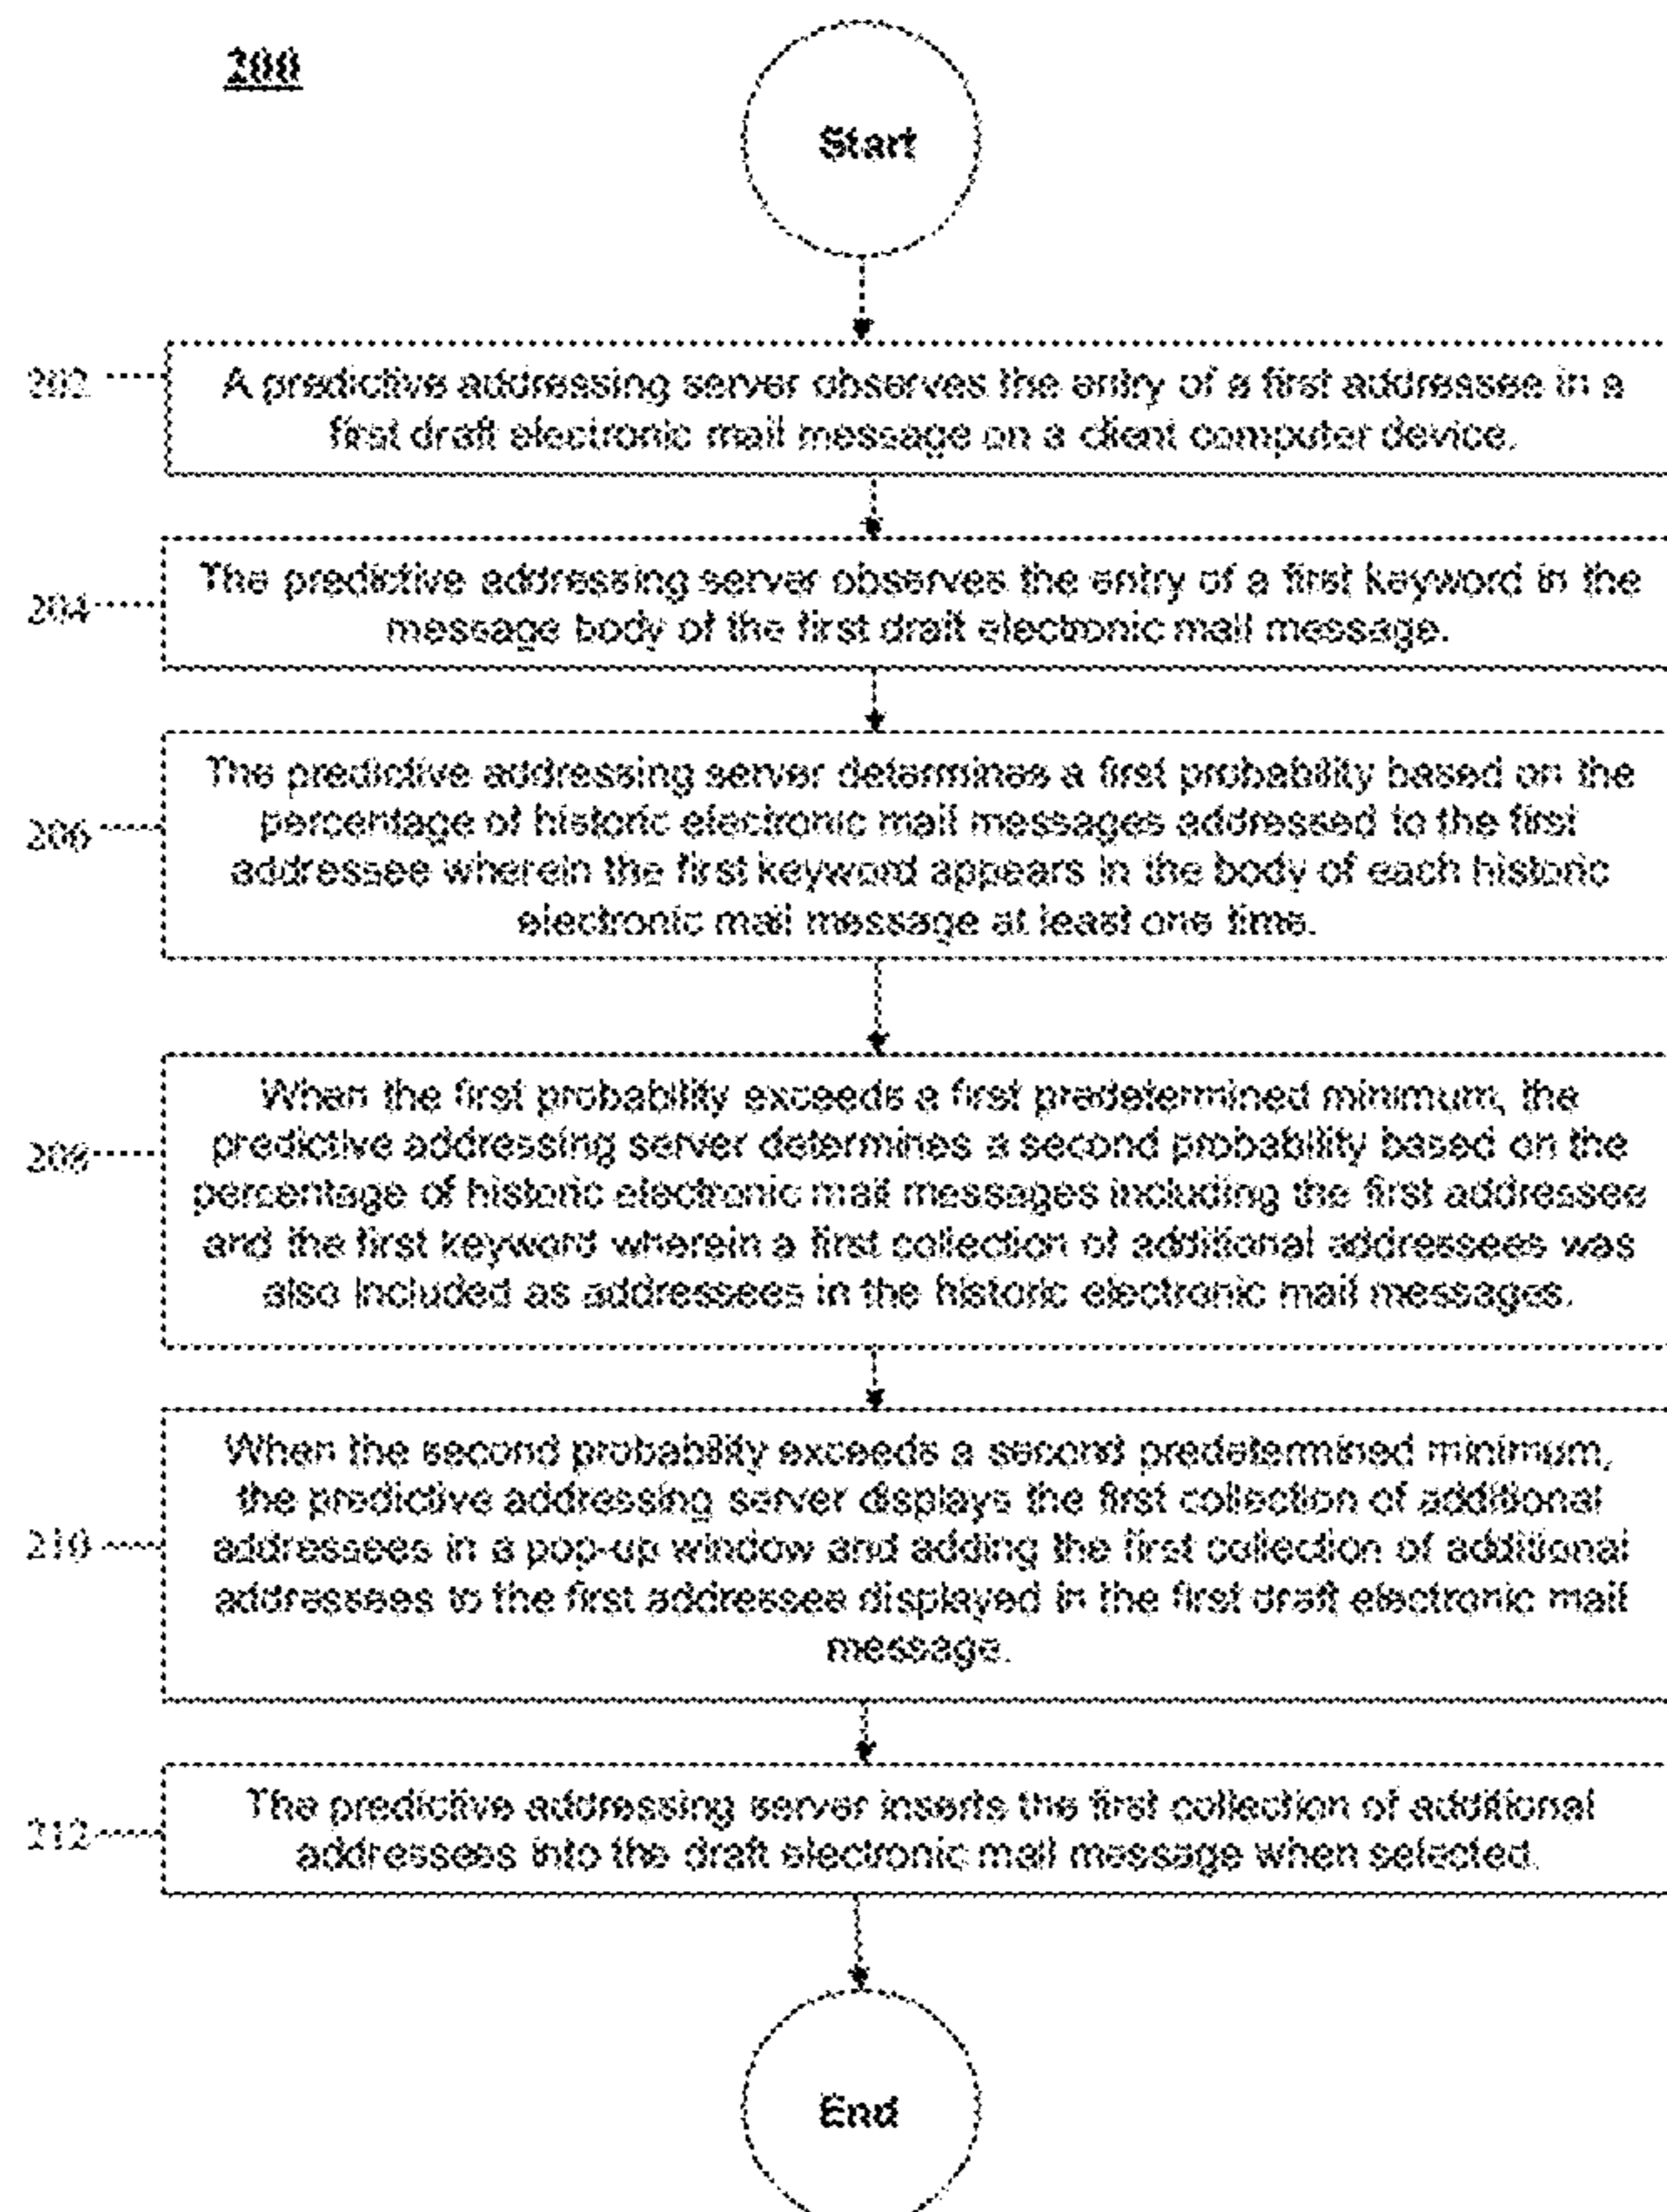 200
Start
202
A predictive addressing server observes the entry of a first addressee in a
first draft electronic mail message on a client computer device.
204
The predictive addressing server observes the entry of a first keyword in the
message body of the first draft electronic mail message.
206
The predictive addressing server determines a first probability based on the
percentage of historic electronic mail messages addressed to the first
addressee wherein the first keyword appears in the body of each historic
electronic mail message at least one time.
208
When the first probability exceeds a first predetermined minimum, the
predictive addressing server determines a second probability based on the
percentage of historic electronic mail messages including the first addressee
and the first keyword wherein a first collection of additional addressees was
also included as addressees in the historic electronic mail messages.
210
When the second probability exceeds a second predetermined minimum,
the predictive addressing server displays the first collection of additional
addressees in a pop-up window and adding the first collection of additional
addressees to the first addressee displayed in the first draft electronic mail
message.
212
The predictive addressing server inserts the first collection of additional
addressees into the draft electronic mail message when selected.
End